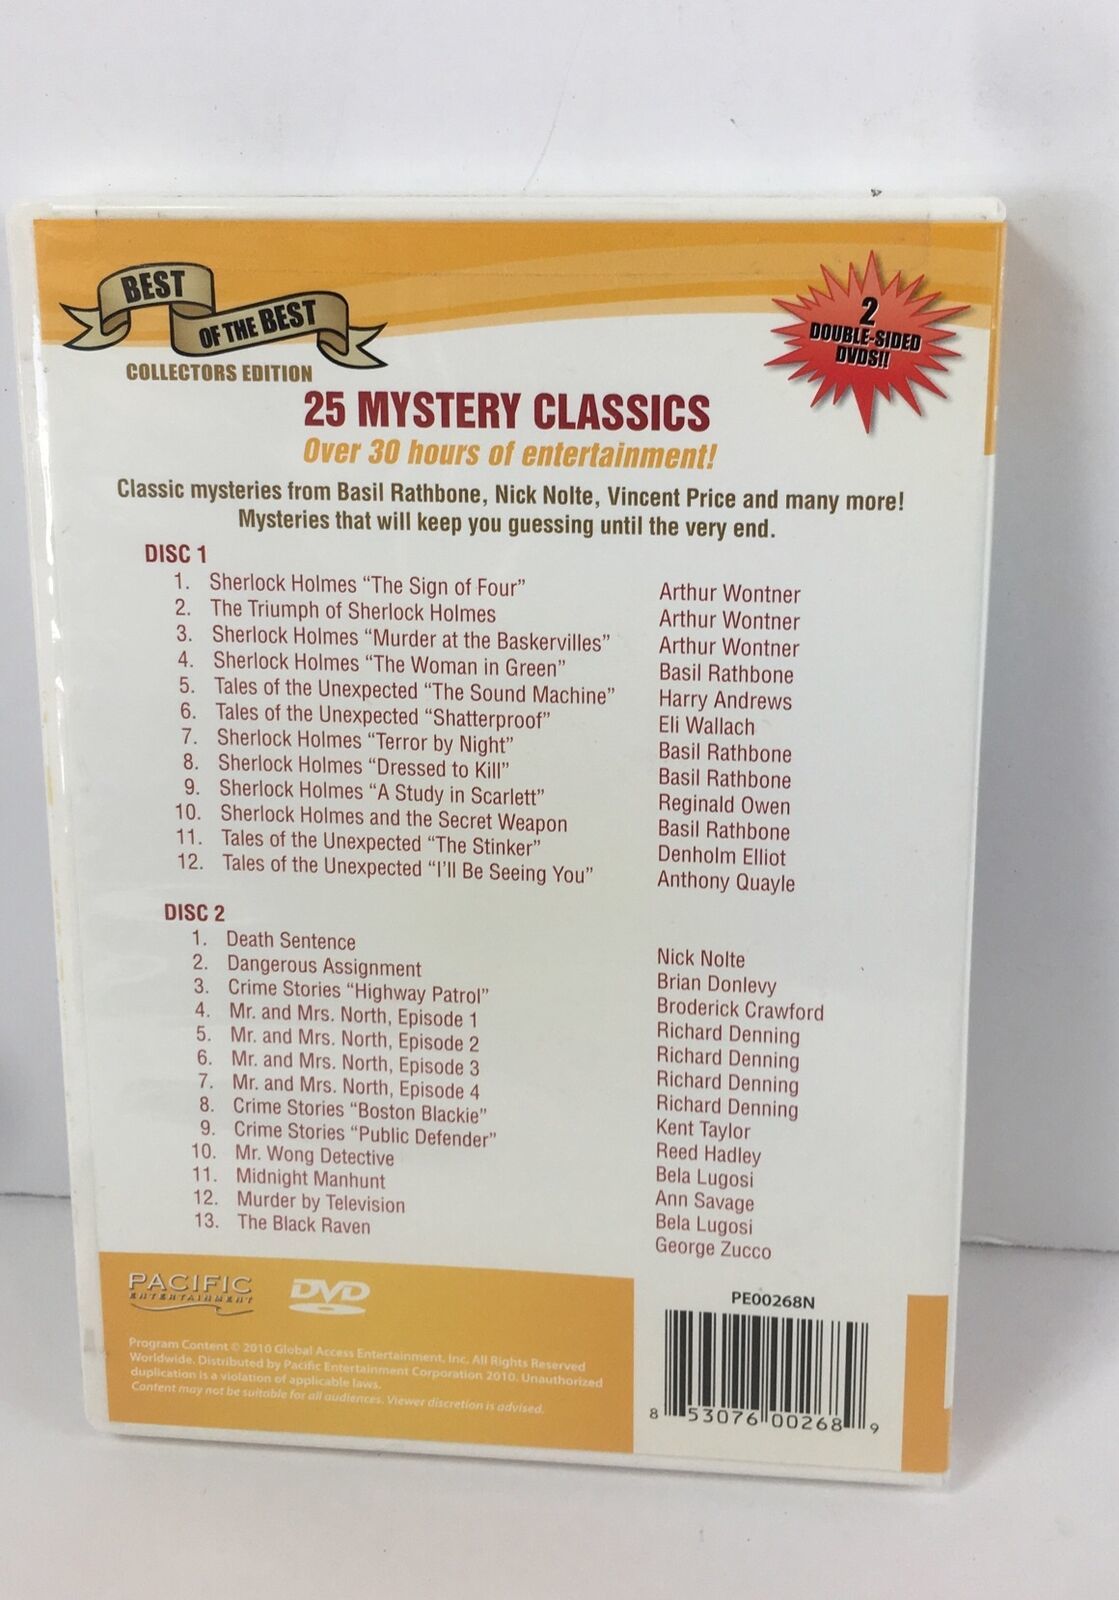 BEST
OF THE BEST
COLLECTORS EDITION
2
DOUBLE-SIDED
DVDS!!
25 MYSTERY CLASSICS
Over 30 hours of entertainment!
Classic mysteries from Basil Rathbone, Nick Nolte, Vincent Price and many more!
Mysteries that will keep you guessing until the very end.
DISC 1
1. Sherlock Holmes “The Sign of Four” Arthur Wontner
2. The Triumph of Sherlock Holmes Arthur Wontner
3. Sherlock Holmes “Murder at the Baskervilles” Arthur Wontner
4. Sherlock Holmes “The Woman in Green” Basil Rathbone
5. Tales of the Unexpected “The Sound Machine” Harry Andrews
6. Tales of the Unexpected “Shatterproof” Eli Wallach
7. Sherlock Holmes “Terror by Night” Basil Rathbone
8. Sherlock Holmes “Dressed to Kill” Basil Rathbone
9. Sherlock Holmes “A Study in Scarlett” Reginald Owen
10. Sherlock Holmes and the Secret Weapon Basil Rathbone
11. Tales of the Unexpected “The Stinker” Denholm Elliot
12. Tales of the Unexpected “I’ll Be Seeing You” Anthony Quayle
DISC 2
1. Death Sentence Nick Nolte
2. Dangerous Assignment Brian Donlevy
3. Crime Stories “Highway Patrol” Broderick Crawford
4. Mr. and Mrs. North, Episode 1 Richard Denning
5. Mr. and Mrs. North, Episode 2 Richard Denning
6. Mr. and Mrs. North, Episode 3 Richard Denning
7. Mr. and Mrs. North, Episode 4 Richard Denning
8. Crime Stories “Boston Blackie” Kent Taylor
9. Crime Stories “Public Defender” Reed Hadley
10. Mr. Wong Detective Bela Lugosi
11. Midnight Manhunt Ann Savage
12. Murder by Television Bela Lugosi
13. The Black Raven George Zucco
PACIFIC
ENTERTAINMENT
DVD
Program Content © 2010 Global Access Entertainment, Inc. All Rights Reserved
Worldwide. Distributed by Pacific Entertainment Corporation 2010. Unauthorized
duplication is a violation of applicable laws.
Content may not be suitable for all audiences. Viewer discretion is advised.
PE00268N
8 53076 00268 9